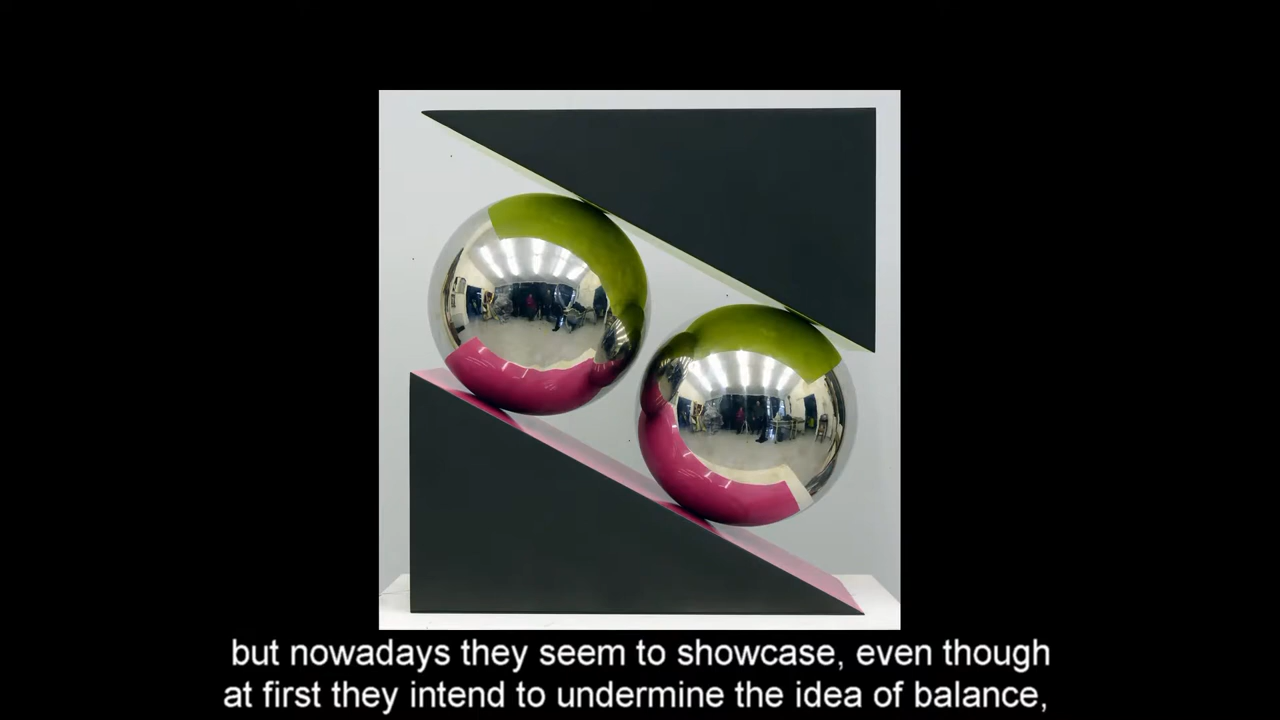 but nowadays they seem to showcase, even though
at first they intend to undermine the idea of balance,